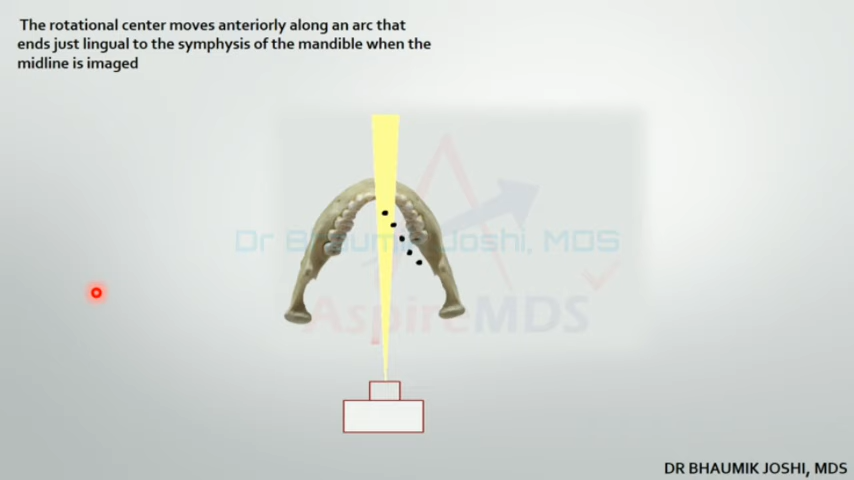 The rotational center moves anteriorly along an arc that
ends just lingual to the symphysis of the mandible when the
midline is imaged
Dr Bhaumik Joshi, MDS
AspireMDS
DR BHAUMIK JOSHI, MDS